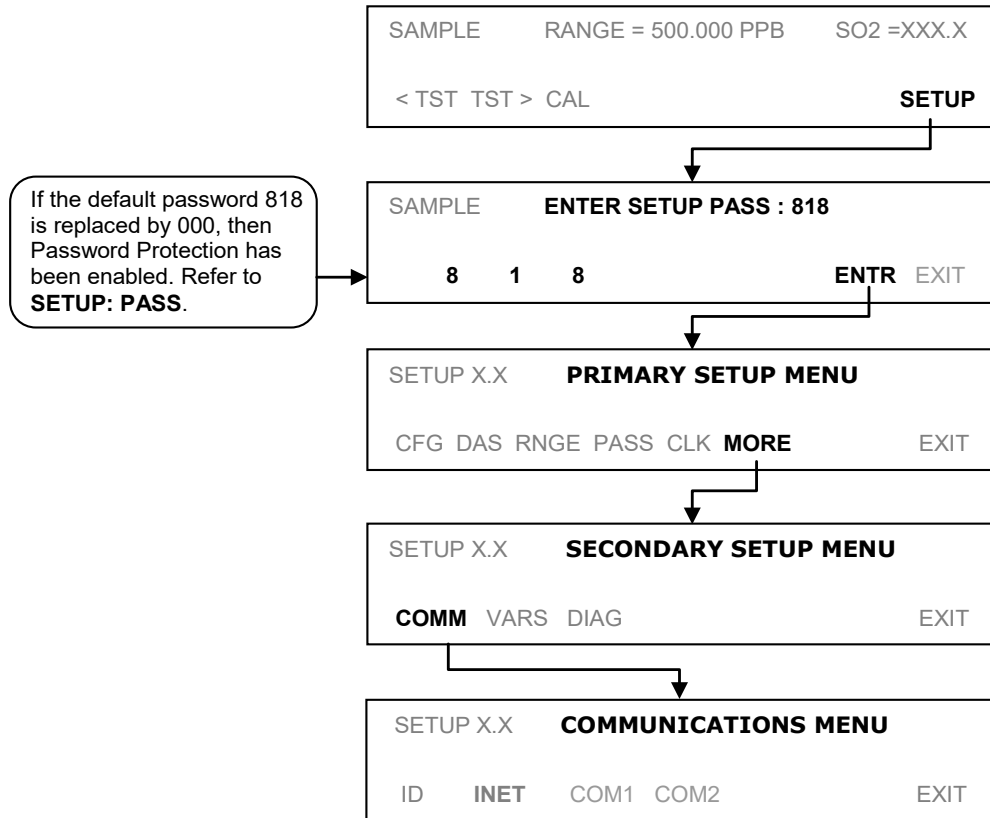 SAMPLE RANGE = 500.000 PPB SO2 =XXX.X
< TST TST > CAL SETUP
If the default password 818
is replaced by 000, then
Password Protection has
been enabled. Refer to
SETUP: PASS.
SAMPLE ENTER SETUP PASS : 818
8 1 8 ENTR EXIT
SETUP X.X PRIMARY SETUP MENU
CFG DAS RNGE PASS CLK MORE EXIT
SETUP X.X SECONDARY SETUP MENU
COMM VARS DIAG EXIT
SETUP X.X COMMUNICATIONS MENU
ID INET COM1 COM2 EXIT